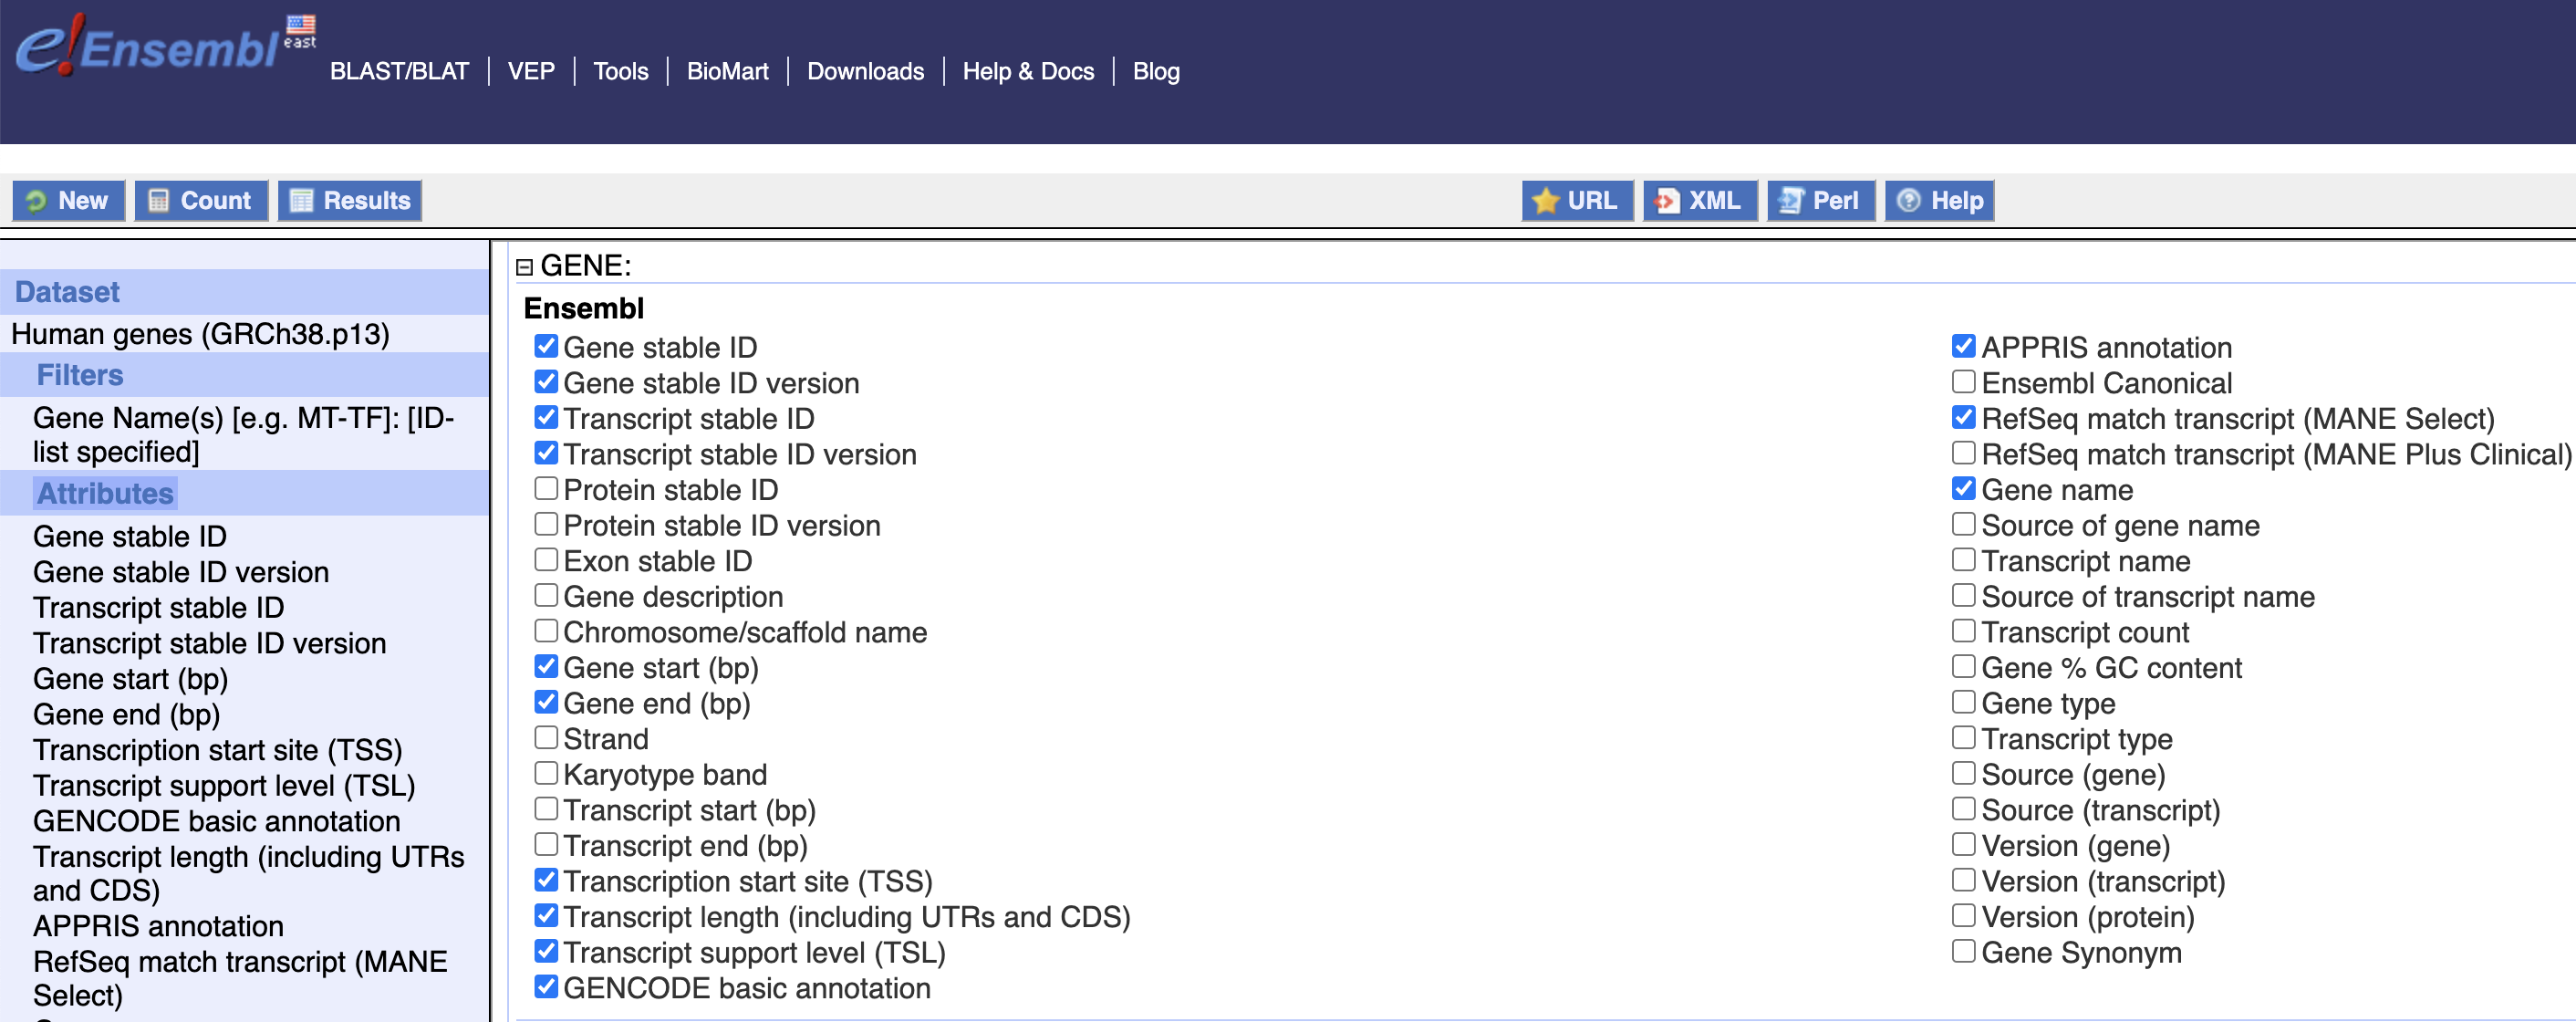 e!Ensembl east
BLAST/BLAT | VEP | Tools | BioMart | Downloads | Help & Docs | Blog
New Count Results URL XML Perl Help
Dataset
Human genes (GRCh38.p13)
Filters
Gene Name(s) [e.g. MT-TF]: [ID-
list specified]
Attributes
Gene stable ID
Gene stable ID version
Transcript stable ID
Transcript stable ID version
Gene start (bp)
Gene end (bp)
Transcription start site (TSS)
Transcript support level (TSL)
GENCODE basic annotation
Transcript length (including UTRs
and CDS)
APPRIS annotation
RefSeq match transcript (MANE
Select)
GENE:
Ensembl
Gene stable ID
Gene stable ID version
Transcript stable ID
Transcript stable ID version
Protein stable ID
Protein stable ID version
Exon stable ID
Gene description
Chromosome/scaffold name
Gene start (bp)
Gene end (bp)
Strand
Karyotype band
Transcript start (bp)
Transcript end (bp)
Transcription start site (TSS)
Transcript length (including UTRs and CDS)
Transcript support level (TSL)
GENCODE basic annotation
APPRIS annotation
Ensembl Canonical
RefSeq match transcript (MANE Select)
RefSeq match transcript (MANE Plus Clinical)
Gene name
Source of gene name
Transcript name
Source of transcript name
Transcript count
Gene % GC content
Gene type
Transcript type
Source (gene)
Source (transcript)
Version (gene)
Version (transcript)
Version (protein)
Gene Synonym